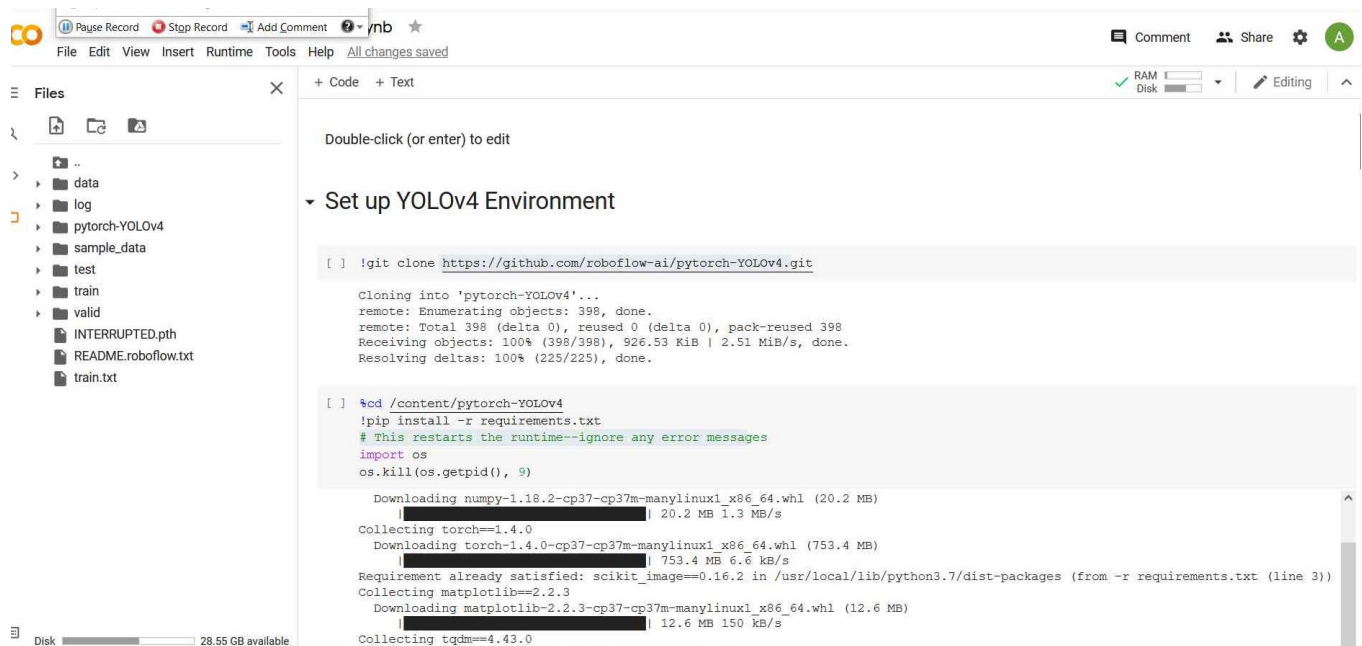 Pause Record Stop Record Add Comment ynb
Comment Share A
File Edit View Insert Runtime Tools Help All changes saved
Files
+ Code + Text
RAM
Disk
Editing
Double-click (or enter) to edit
..
data
log
pytorch-YOLOv4
sample_data
test
train
valid
INTERRUPTED.pth
README.roboflow.txt
train.txt
Disk 28.55 GB available
Set up YOLOv4 Environment
[ ] !git clone https://github.com/roboflow-ai/pytorch-YOLOv4.git
Cloning into 'pytorch-YOLOv4'...
remote: Enumerating objects: 398, done.
remote: Total 398 (delta 0), reused 0 (delta 0), pack-reused 398
Receiving objects: 100% (398/398), 926.53 KiB | 2.51 MiB/s, done.
Resolving deltas: 100% (225/225), done.
[ ] %cd /content/pytorch-YOLOv4
!pip install -r requirements.txt
# This restarts the runtime--ignore any error messages
import os
os.kill(os.getpid(), 9)
Downloading numpy-1.18.2-cp37-cp37m-manylinux1_x86_64.whl (20.2 MB)
| | 20.2 MB 1.3 MB/s
Collecting torch==1.4.0
Downloading torch-1.4.0-cp37-cp37m-manylinux1_x86_64.whl (753.4 MB)
| | 753.4 MB 6.6 kB/s
Requirement already satisfied: scikit_image==0.16.2 in /usr/local/lib/python3.7/dist-packages (from -r requirements.txt (line 3))
Collecting matplotlib==2.2.3
Downloading matplotlib-2.2.3-cp37-cp37m-manylinux1_x86_64.whl (12.6 MB)
| | 12.6 MB 150 kB/s
Collecting tqdm==4.43.0